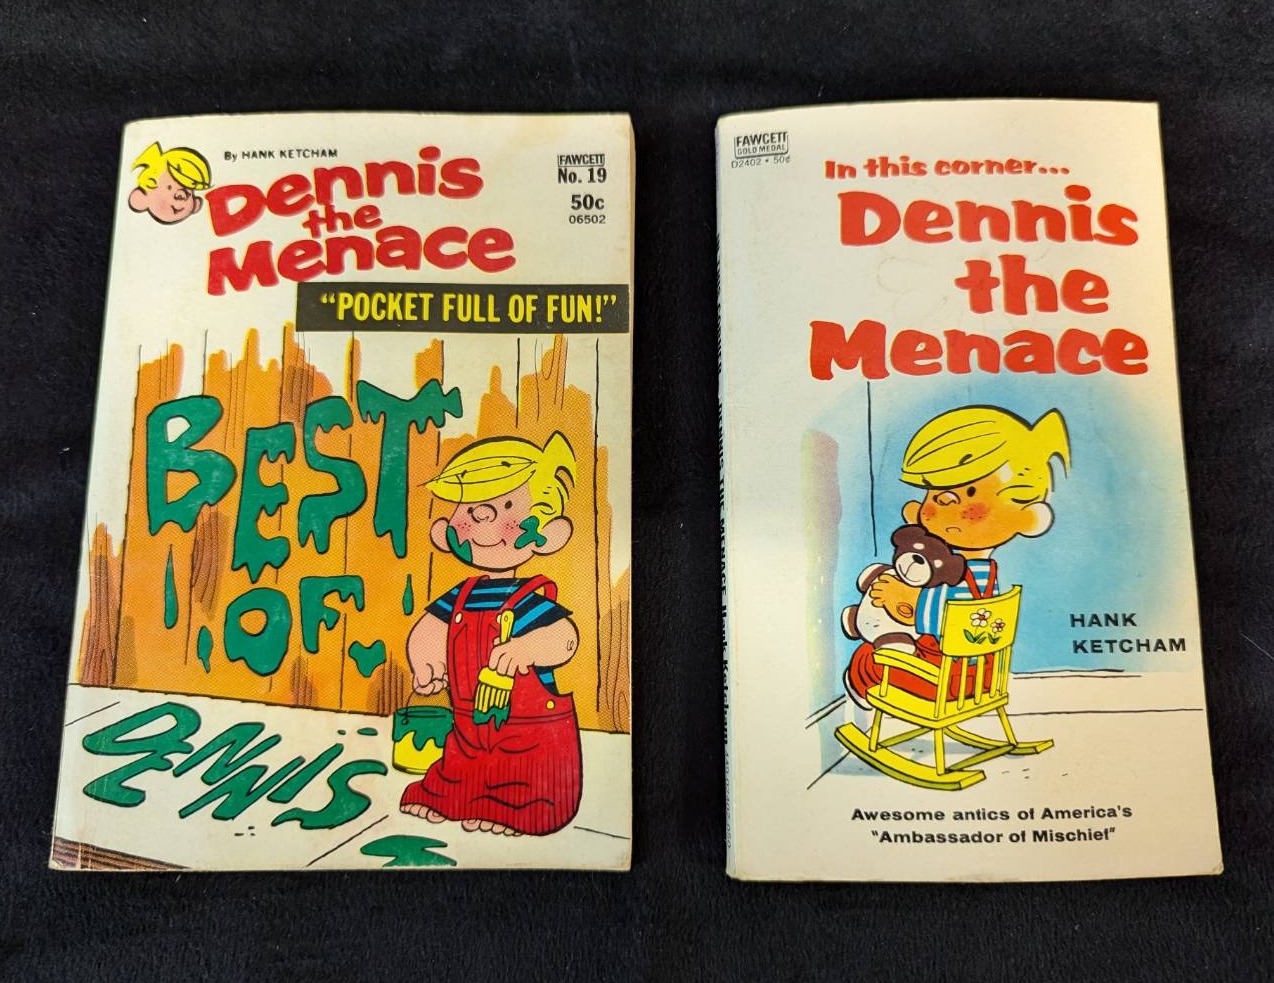 By HANK KETCHAM
Dennis
the
Menace
FAWCETT
No. 19
50c
06502
"POCKET FULL OF FUN!"
BEST
OF
DENNIS
FAWCETT
GOLD MEDAL
D2402 • 50¢
In this corner...
Dennis
the
Menace
HANK
KETCHAM
Awesome antics of America's
"Ambassador of Mischief"